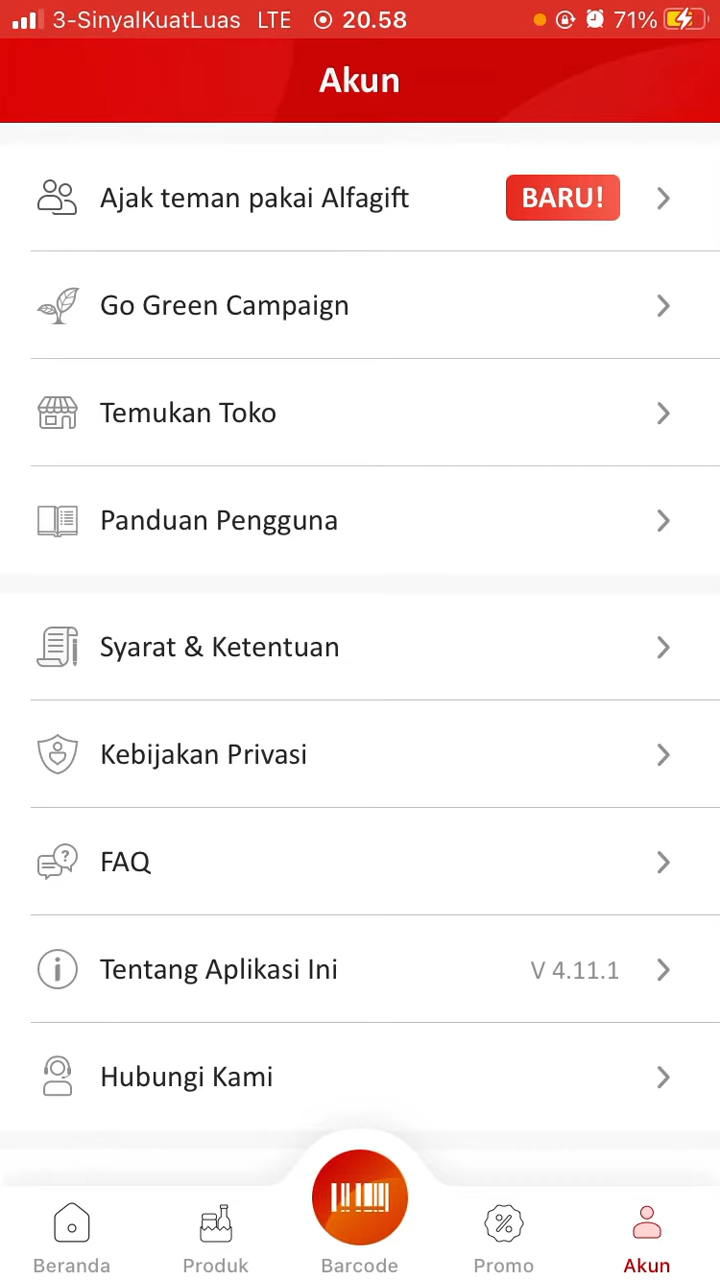 3-SinyalKuatLuas LTE 20.58 71%
Akun
Ajak teman pakai Alfagift BARU!
Go Green Campaign
Temukan Toko
Panduan Pengguna
Syarat & Ketentuan
Kebijakan Privasi
FAQ
Tentang Aplikasi Ini V 4.11.1
Hubungi Kami
Beranda Produk Barcode Promo Akun